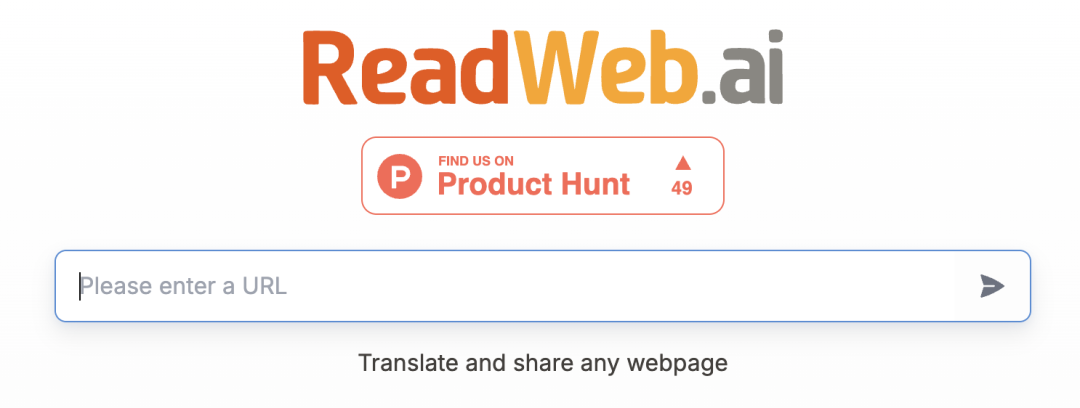 ReadWeb.ai
P
FIND US ON
Product Hunt
49
Please enter a URL
Translate and share any webpage